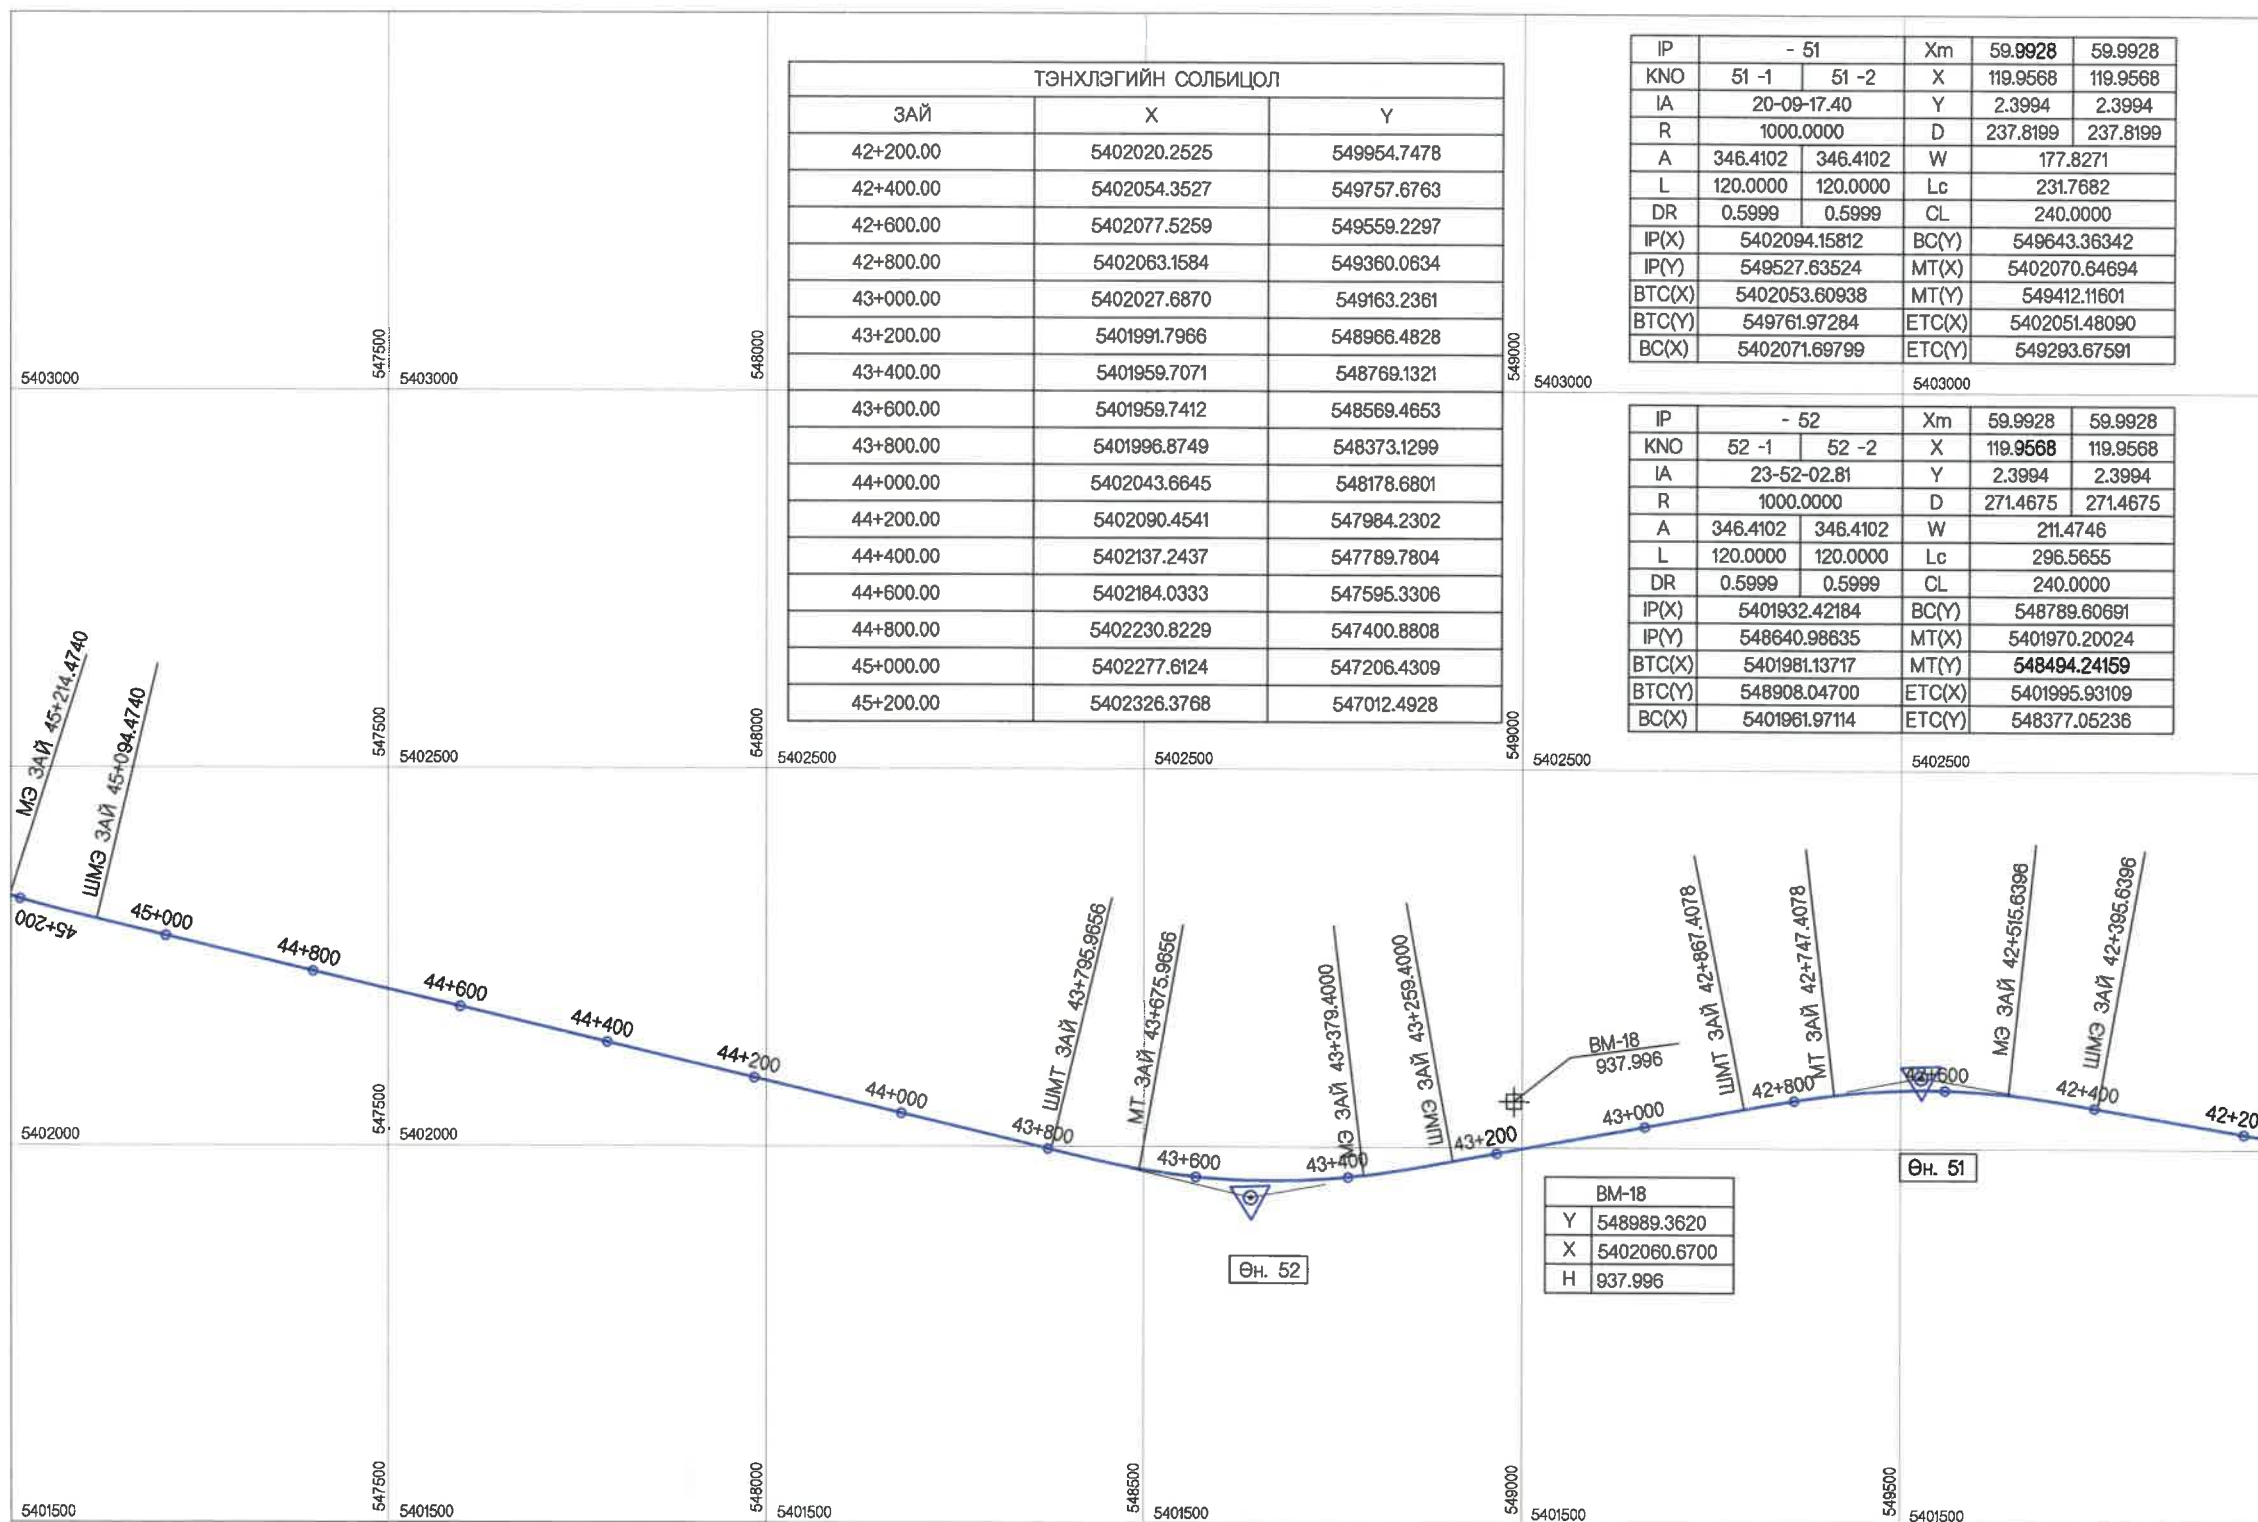 ТЭНХЛЭГИЙН СОЛБИЦОЛ
ЗАЙ X Y
42+200.00 5402020.2525 549954.7478
42+400.00 5402054.3527 549757.6763
42+600.00 5402077.5259 549559.2297
42+800.00 5402063.1584 549360.0634
43+000.00 5402027.6870 549163.2361
43+200.00 5401991.7966 548966.4828
43+400.00 5401959.7071 548769.1321
43+600.00 5401959.7412 548569.4653
43+800.00 5401996.8749 548373.1299
44+000.00 5402043.6645 548178.6801
44+200.00 5402090.4541 547984.2302
44+400.00 5402137.2437 547789.7804
44+600.00 5402184.0333 547595.3306
44+800.00 5402230.8229 547400.8808
45+000.00 5402277.6124 547206.4309
45+200.00 5402326.3768 547012.4928
IP - 51 Xm 59.9928 59.9928
KNO 51 -1 51 -2 X 119.9568 119.9568
IA 20-09-17.40 Y 2.3994 2.3994
R 1000.0000 D 237.8199 237.8199
A 346.4102 346.4102 W 177.8271
L 120.0000 120.0000 Lc 231.7682
DR 0.5999 0.5999 CL 240.0000
IP(X) 5402094.15812 BC(Y) 549643.36342
IP(Y) 549527.63524 MT(X) 5402070.64694
BTC(X) 5402053.60938 MT(Y) 549412.11601
BTC(Y) 549761.97284 ETC(X) 5402051.48090
BC(X) 5402071.69799 ETC(Y) 549293.67591
547500
548000
549000
5403000
5403000
5403000
5403000
IP - 52 Xm 59.9928 59.9928
KNO 52 -1 52 -2 X 119.9568 119.9568
IA 23-52-02.81 Y 2.3994 2.3994
R 1000.0000 D 271.4675 271.4675
A 346.4102 346.4102 W 211.4746
L 120.0000 120.0000 Lc 296.5655
DR 0.5999 0.5999 CL 240.0000
IP(X) 5401932.42184 BC(Y) 548789.60691
IP(Y) 548640.98635 MT(X) 5401970.20024
BTC(X) 5401981.13717 MT(Y) 548494.24159
BTC(Y) 548908.04700 ETC(X) 5401995.93109
BC(X) 5401961.97114 ETC(Y) 548377.05236
547500
548000
549000
5402500
5402500
5402500
5402500
5402500
МЭ ЗАЙ 45+214.4740
ШМЭ ЗАЙ 45+094.4740
ШМТ ЗАЙ 43+795.9656
МТ ЗАЙ 43+675.9656
МЭ ЗАЙ 43+379.4000
ШМЭ ЗАЙ 43+259.4000
ШМТ ЗАЙ 42+867.4078
МТ ЗАЙ 42+747.4078
МЭ ЗАЙ 42+515.6396
ШМЭ ЗАЙ 42+395.6396
45+200
45+000
44+800
44+600
44+400
44+200
44+000
43+800
43+600
43+400
43+200
43+000
42+800
42+600
42+400
42+20
BM-18
937.996
547500
5402000
5402000
Өн. 51
Өн. 52
BM-18
Y 548989.3620
X 5402060.6700
H 937.996
547500
548000
548500
549000
549500
5401500
5401500
5401500
5401500
5401500
5401500